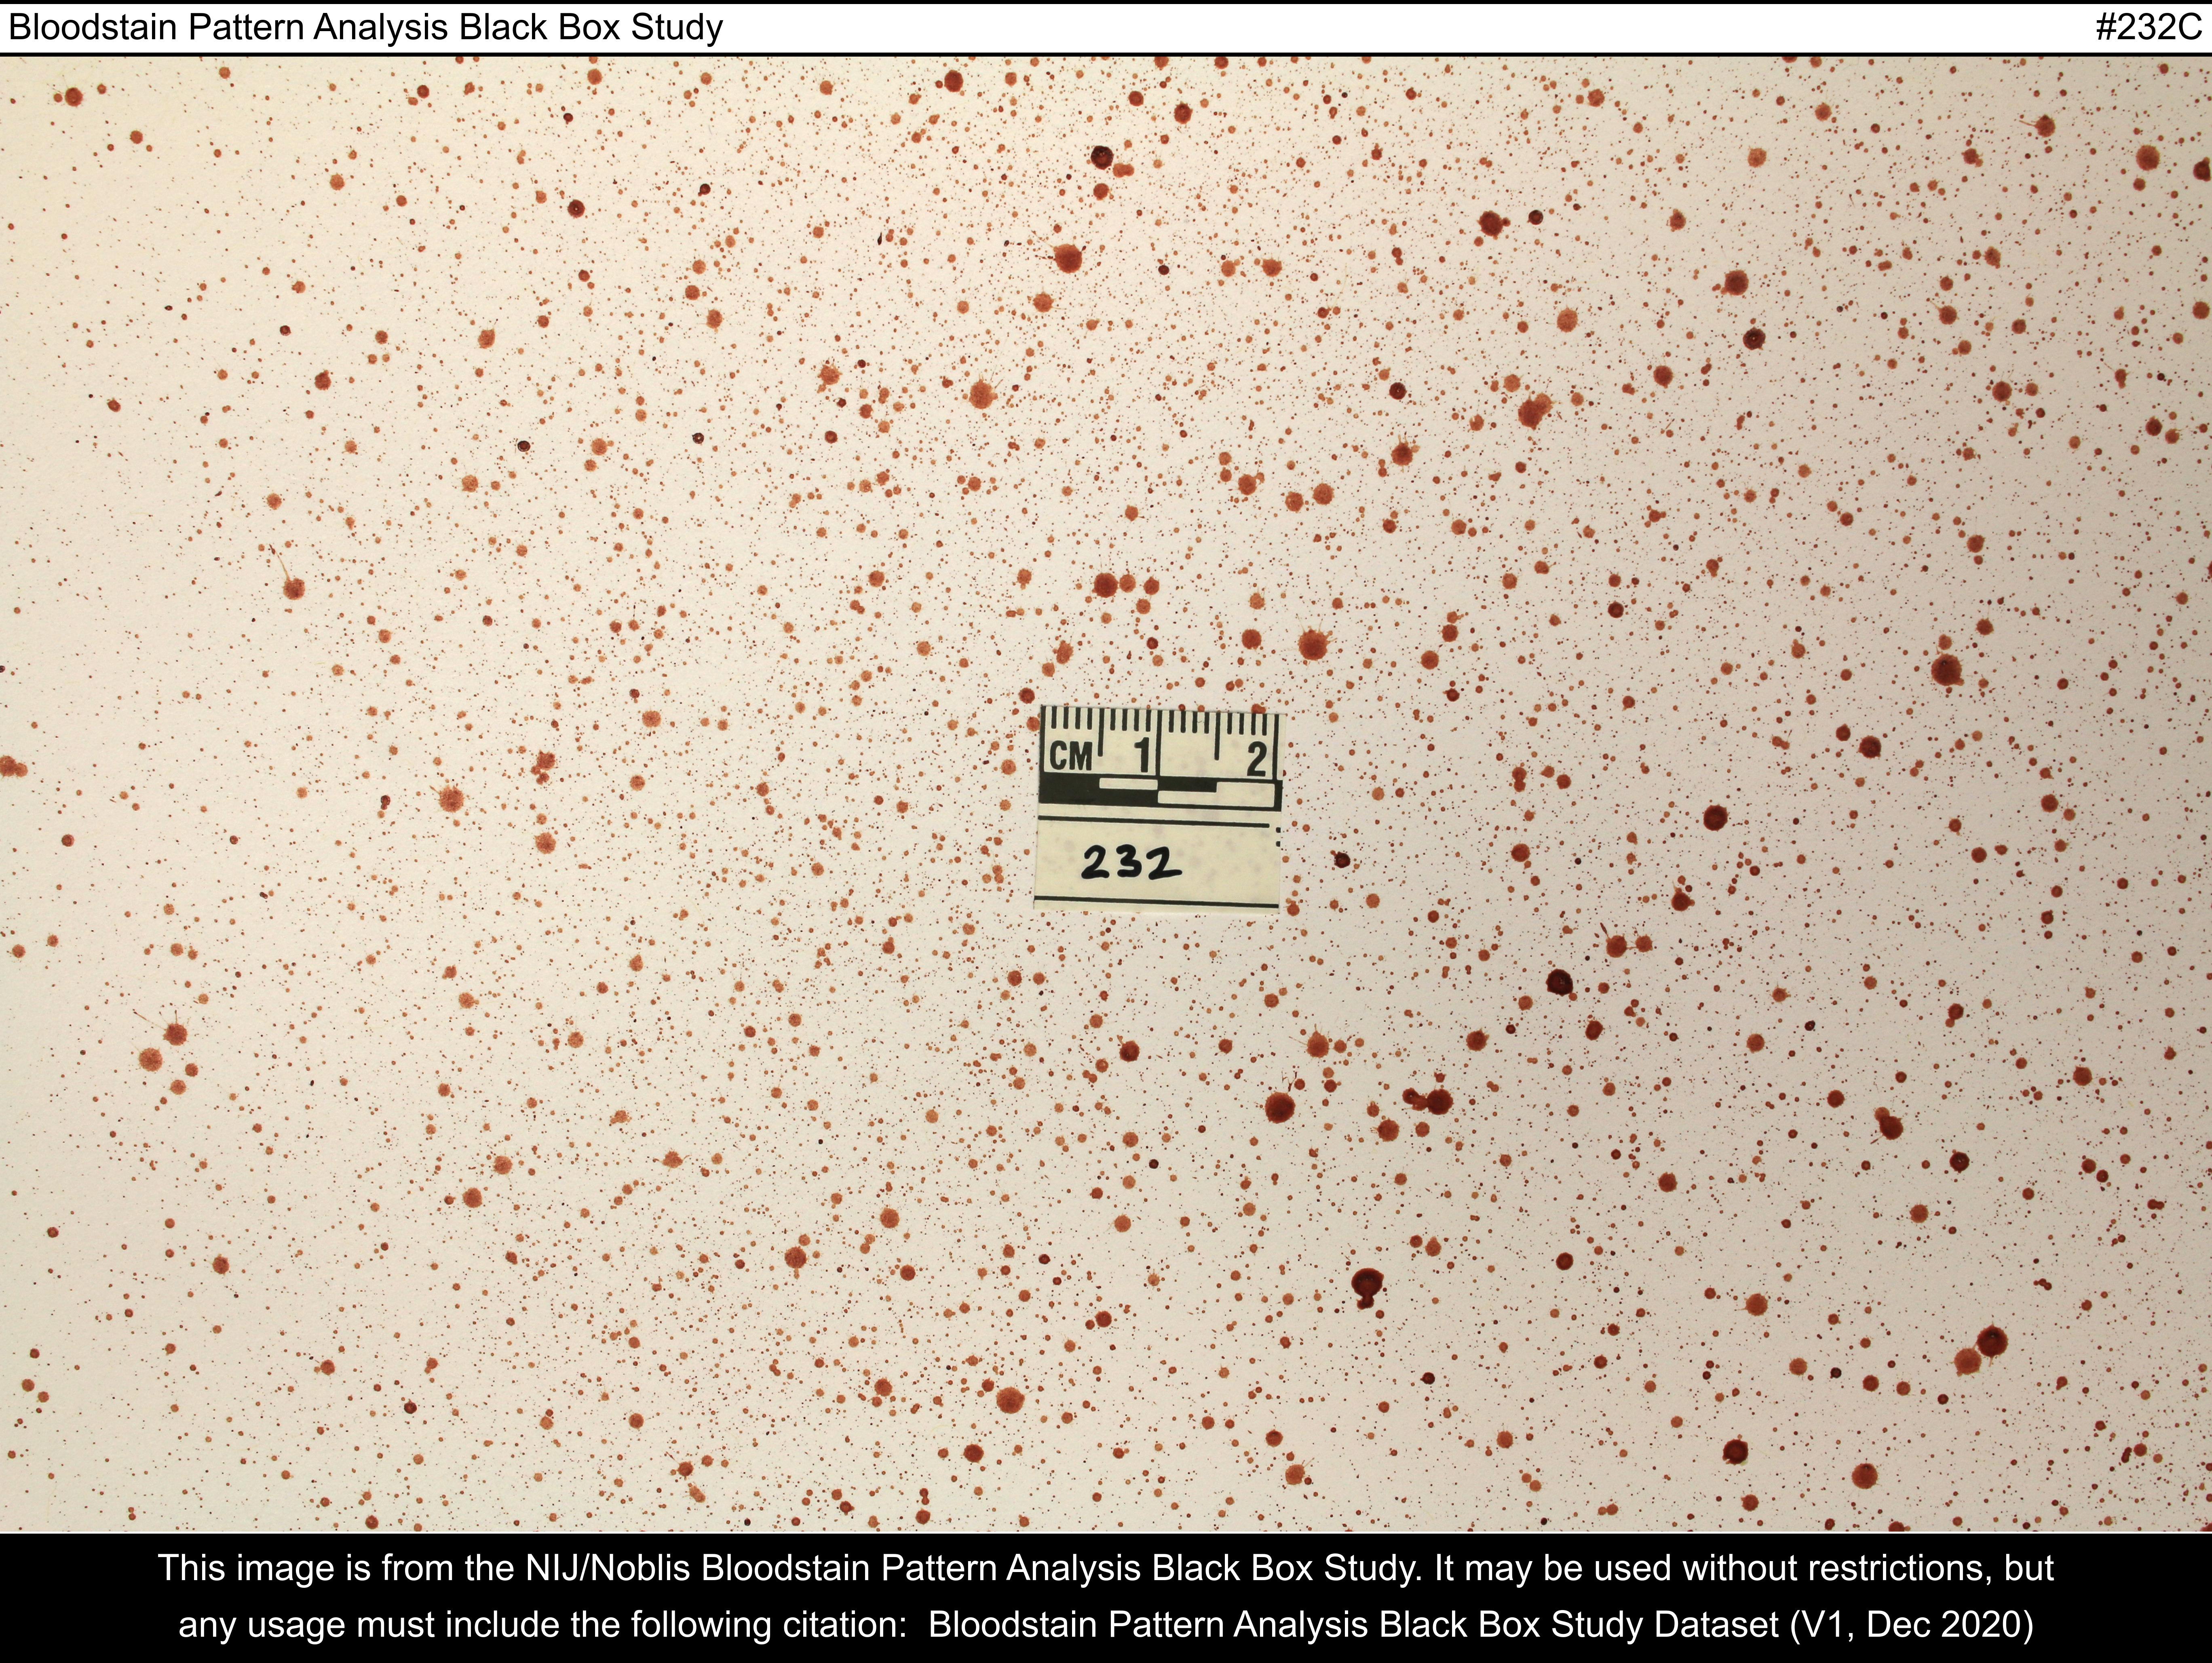 Bloodstain Pattern Analysis Black Box Study #232C
CM 1 2
232
This image is from the NIJ/Noblis Bloodstain Pattern Analysis Black Box Study. It may be used without restrictions, but
any usage must include the following citation: Bloodstain Pattern Analysis Black Box Study Dataset (V1, Dec 2020)